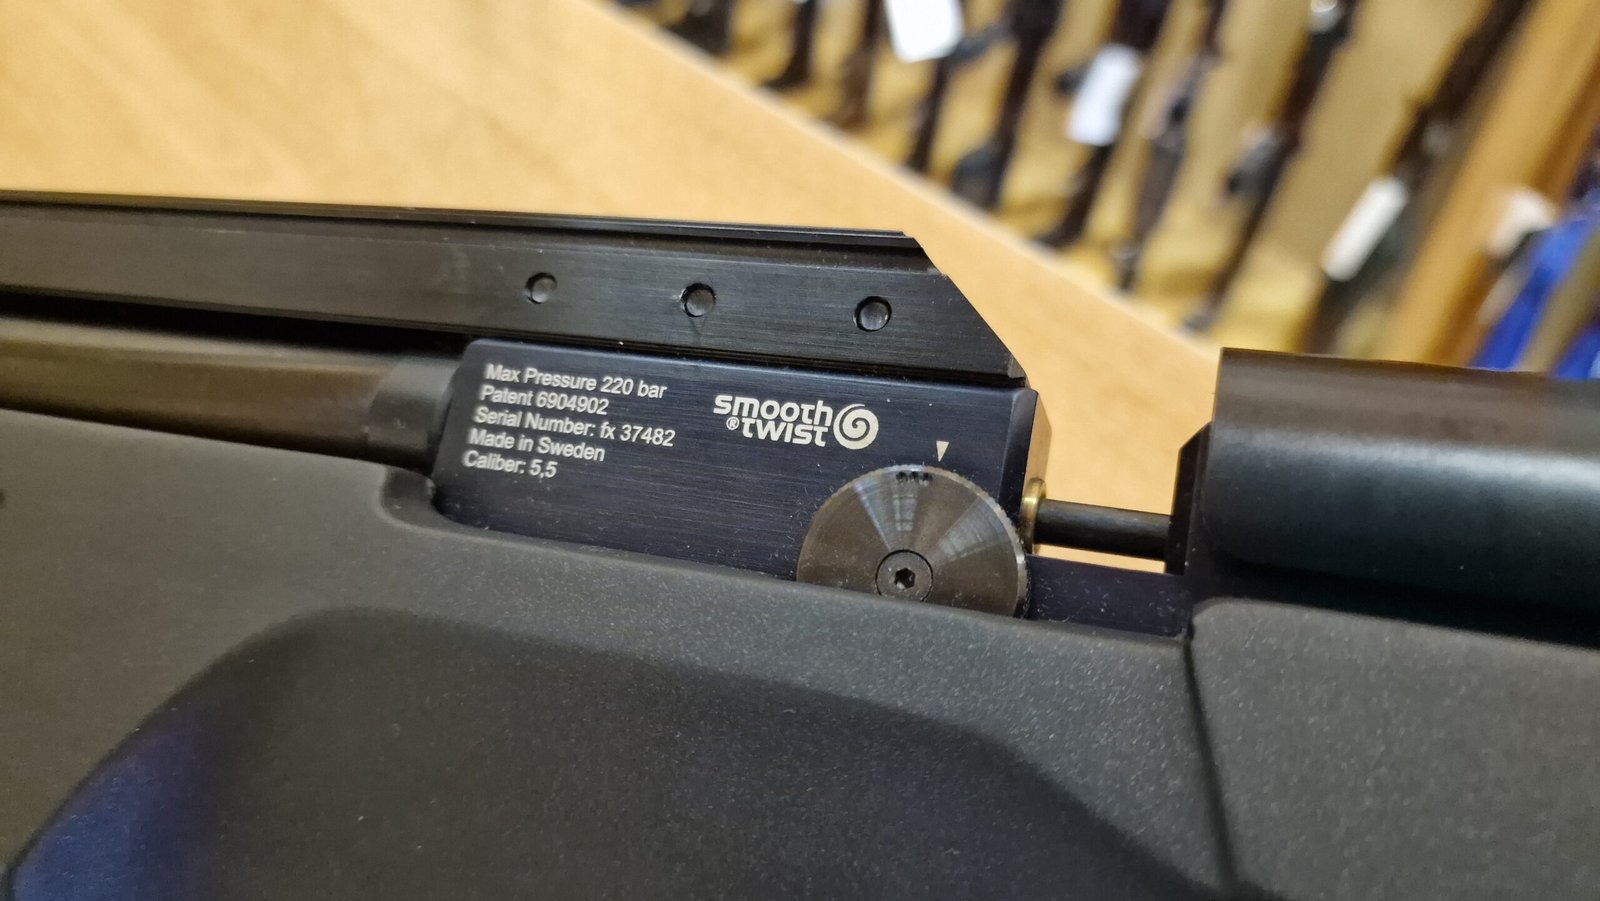 Max Pressure 220 bar
Patent 6904902
Serial Number: fx 37482
Made in Sweden
Caliber: 5,5
smooth
®twist